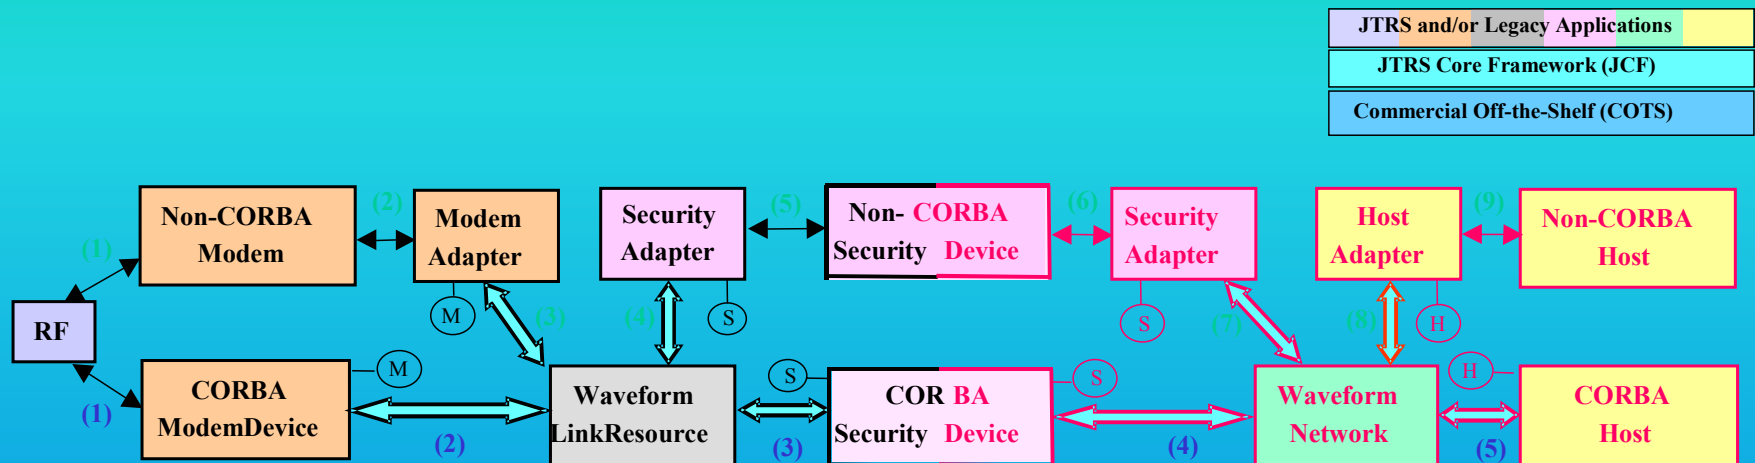 JTRS and/or Legacy Applications
JTRS Core Framework (JCF)
Commercial Off-the-Shelf (COTS)
(1)
Non-CORBA
Modem
(2)
Modem
Adapter
M
(3)
Security
Adapter
S
(4)
(5)
Non- CORBA
Security Device
(6)
Security
Adapter
S
(7)
Host
Adapter
H
(8)
(9)
Non-CORBA
Host
RF
(1)
CORBA
ModemDevice
M
(2)
Waveform
LinkResource
S
(3)
COR BA
Security Device
S
(4)
Waveform
Network
H
(5)
CORBA
Host